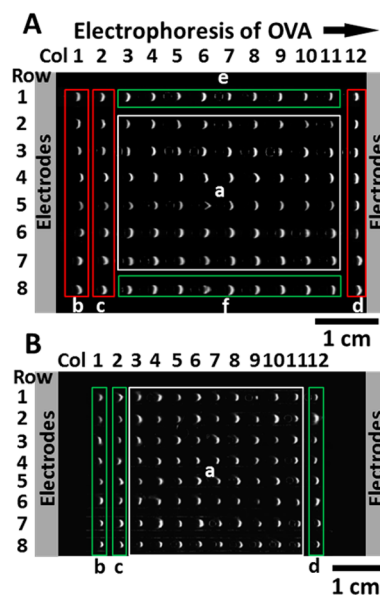 A
Electrophoresis of OVA
Col 1 2 3 4 5 6 7 8 9 10 11 12
Row
e
1
2
3
4
5
6
7
8
a
Electrodes
Electrodes
b c f d
1 cm
B
Col 1 2 3 4 5 6 7 8 9 10 11 12
Row
1
2
3
4
5
6
7
8
a
Electrodes
Electrodes
b c d
1 cm